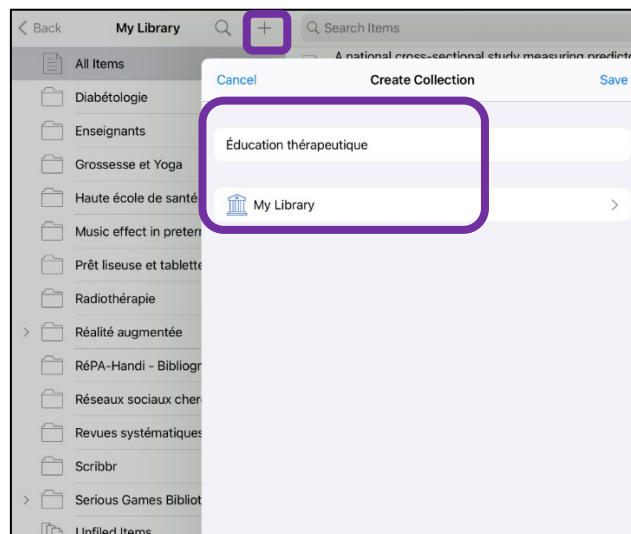 Back My Library Search Items
A national cross-sectional study measuring
All Items
Cancel Create Collection Save
Diabétologie
Enseignants
Éducation thérapeutique
Grossesse et Yoga
Haute école de santé
My Library
Music effect in
Prêt liseuse et tablette
Radiothérapie
Réalité augmentée
RéPA-Handi - Bibliogr
Réseaux sociaux cher
Revues systématiques
Scribbr
Serious Games Bibliot
Unfiled Items